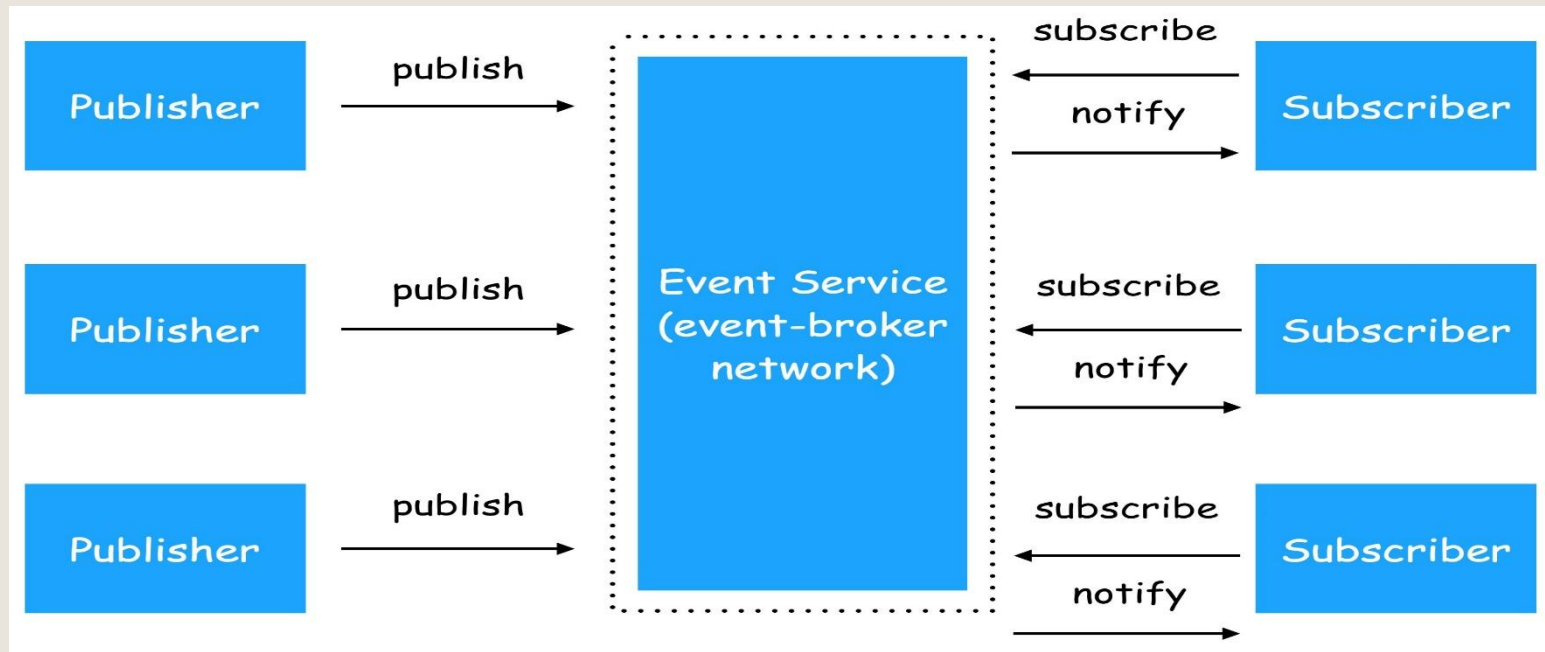 Publisher
publish
subscribe
notify
Subscriber
Publisher
publish
Event Service
(event-broker
network)
subscribe
notify
Subscriber
Publisher
publish
subscribe
notify
Subscriber